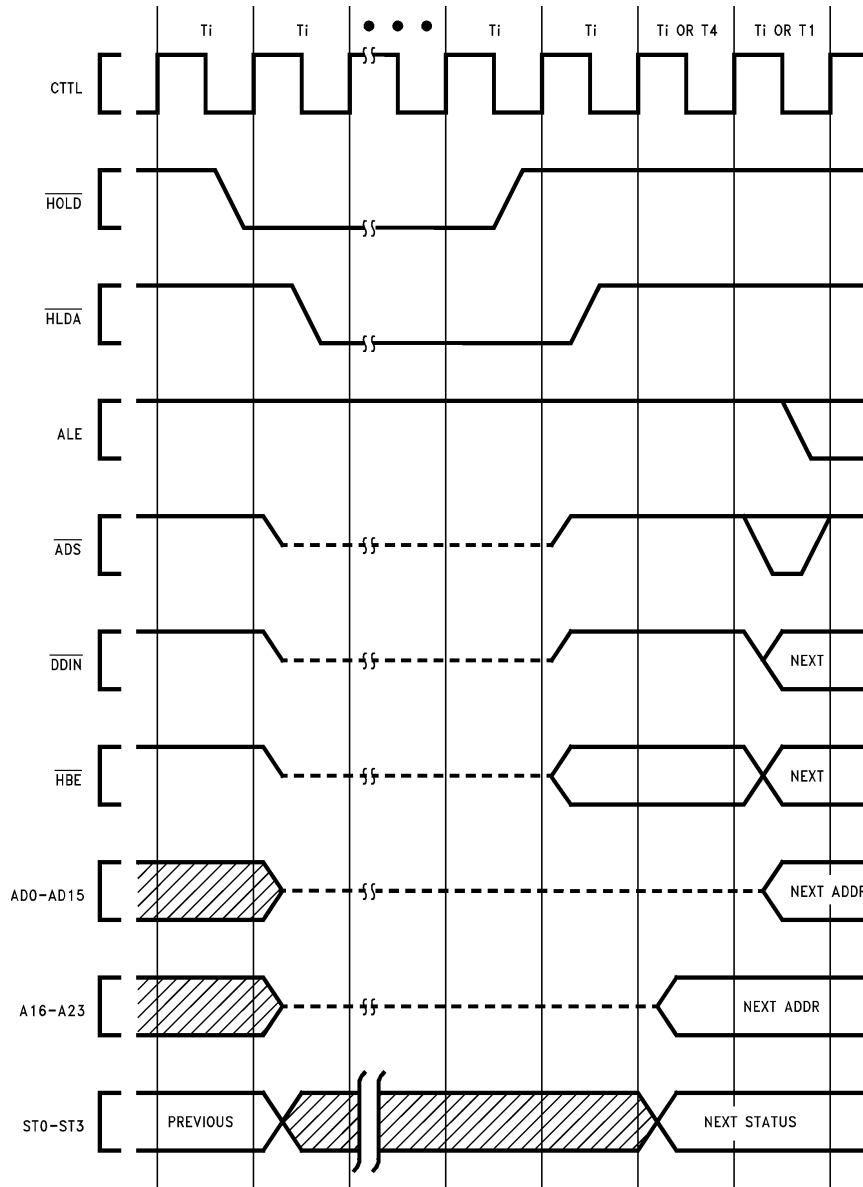 Ti Ti ● ● ● Ti Ti Ti OR T4 Ti OR T1
CTTL
HOLD
HLDA
ALE
ADS
DDIN NEXT
HBE NEXT
AD0-AD15 NEXT ADDR
A16-A23 NEXT ADDR
ST0-ST3 PREVIOUS NEXT STATUS